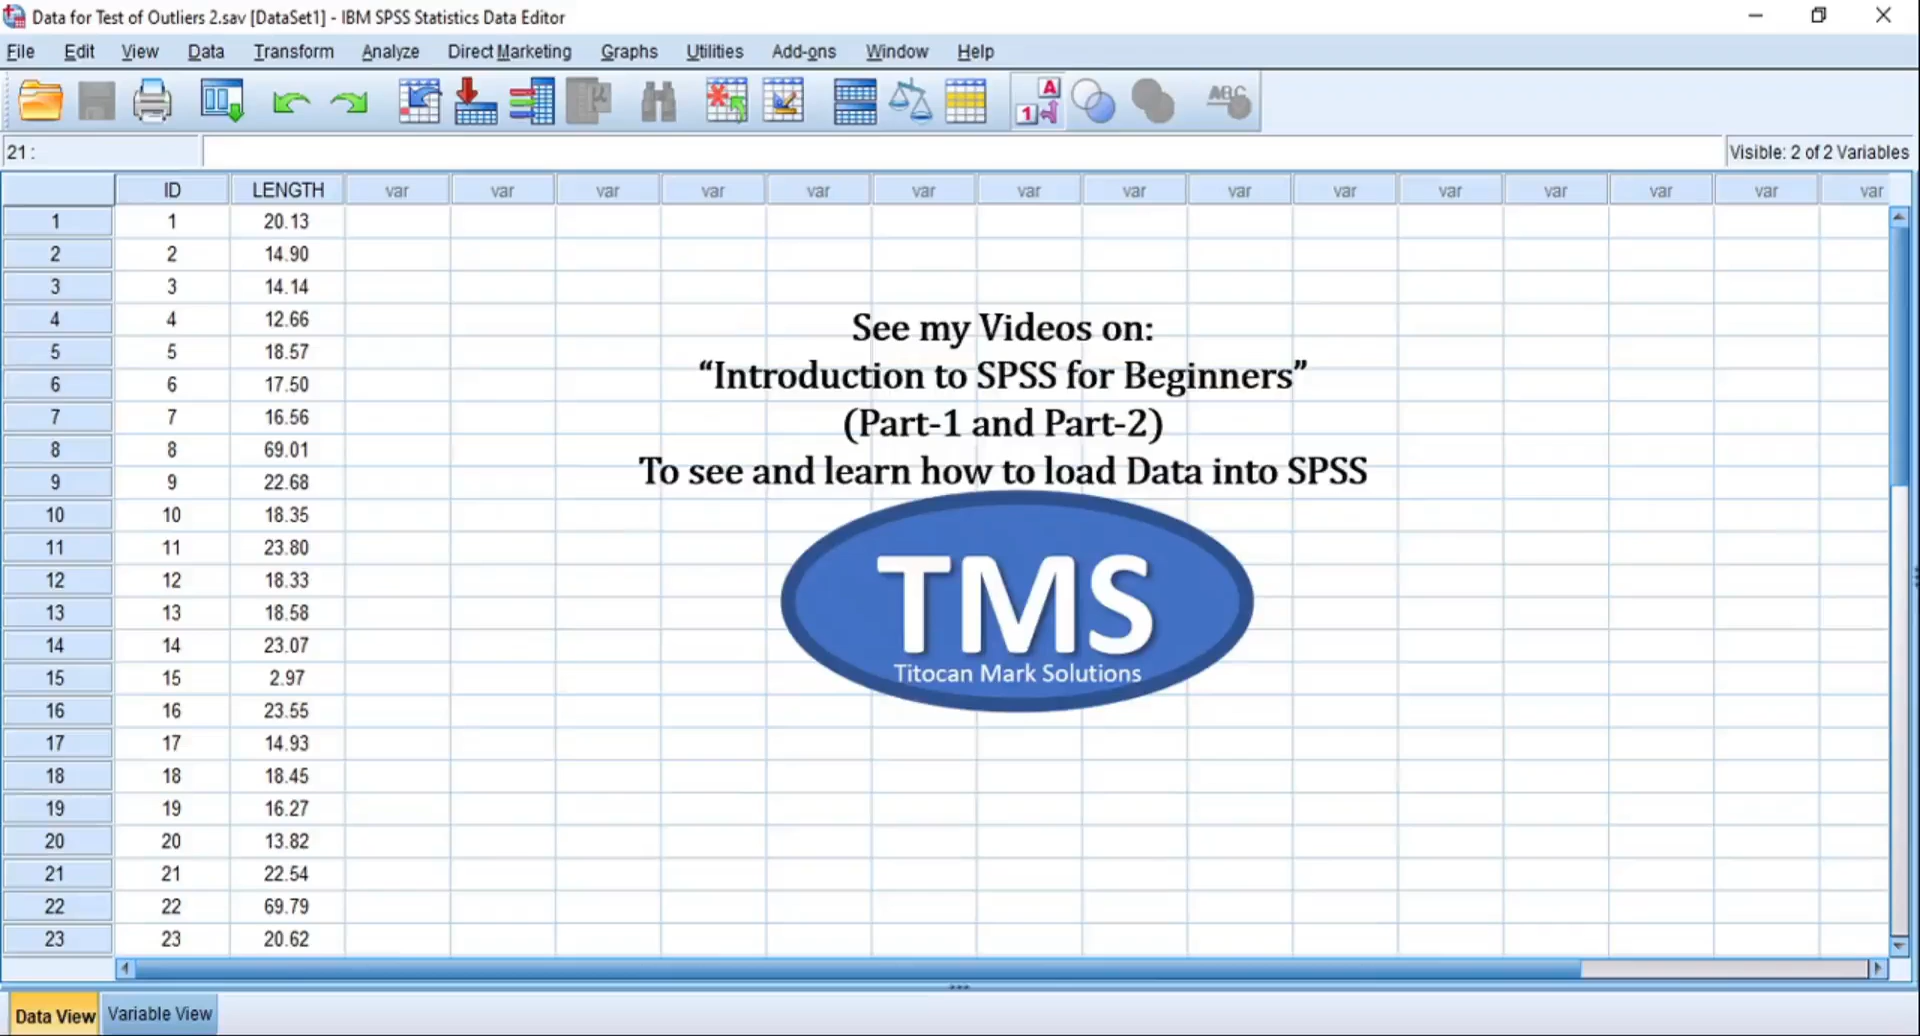 Data for Test of Outliers 2.sav [DataSet1] - IBM SPSS Statistics Data Editor
File Edit View Data Transform Analyze Direct Marketing Graphs Utilities Add-ons Window Help
A
1
ABC
21 :
Visible: 2 of 2 Variables
ID LENGTH var var var var var var var var var var var var var var var
1 1 20.13
2 2 14.90
3 3 14.14
4 4 12.66
5 5 18.57
6 6 17.50
7 7 16.56
8 8 69.01
9 9 22.68
10 10 18.35
11 11 23.80
12 12 18.33
13 13 18.58
14 14 23.07
15 15 2.97
16 16 23.55
17 17 14.93
18 18 18.45
19 19 16.27
20 20 13.82
21 21 22.54
22 22 69.79
23 23 20.62
See my Videos on:
“Introduction to SPSS for Beginners”
(Part-1 and Part-2)
To see and learn how to load Data into SPSS
TMS
Titocan Mark Solutions
Data View Variable View